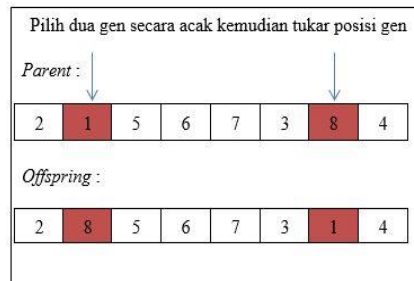 Pilih dua gen secara acak kemudian tukar posisi gen
Parent :
2 1 5 6 7 3 8 4
Offspring :
2 8 5 6 7 3 1 4